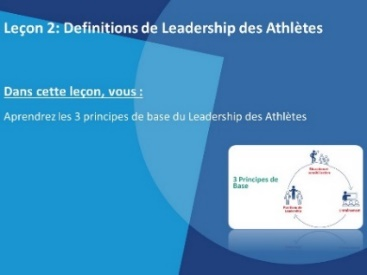 Leçon 2: Definitions de Leadership des Athlètes
Dans cette leçon, vous :
Aprendrez les 3 principes de base du Leadership des Athlètes
3 Principes de
Base